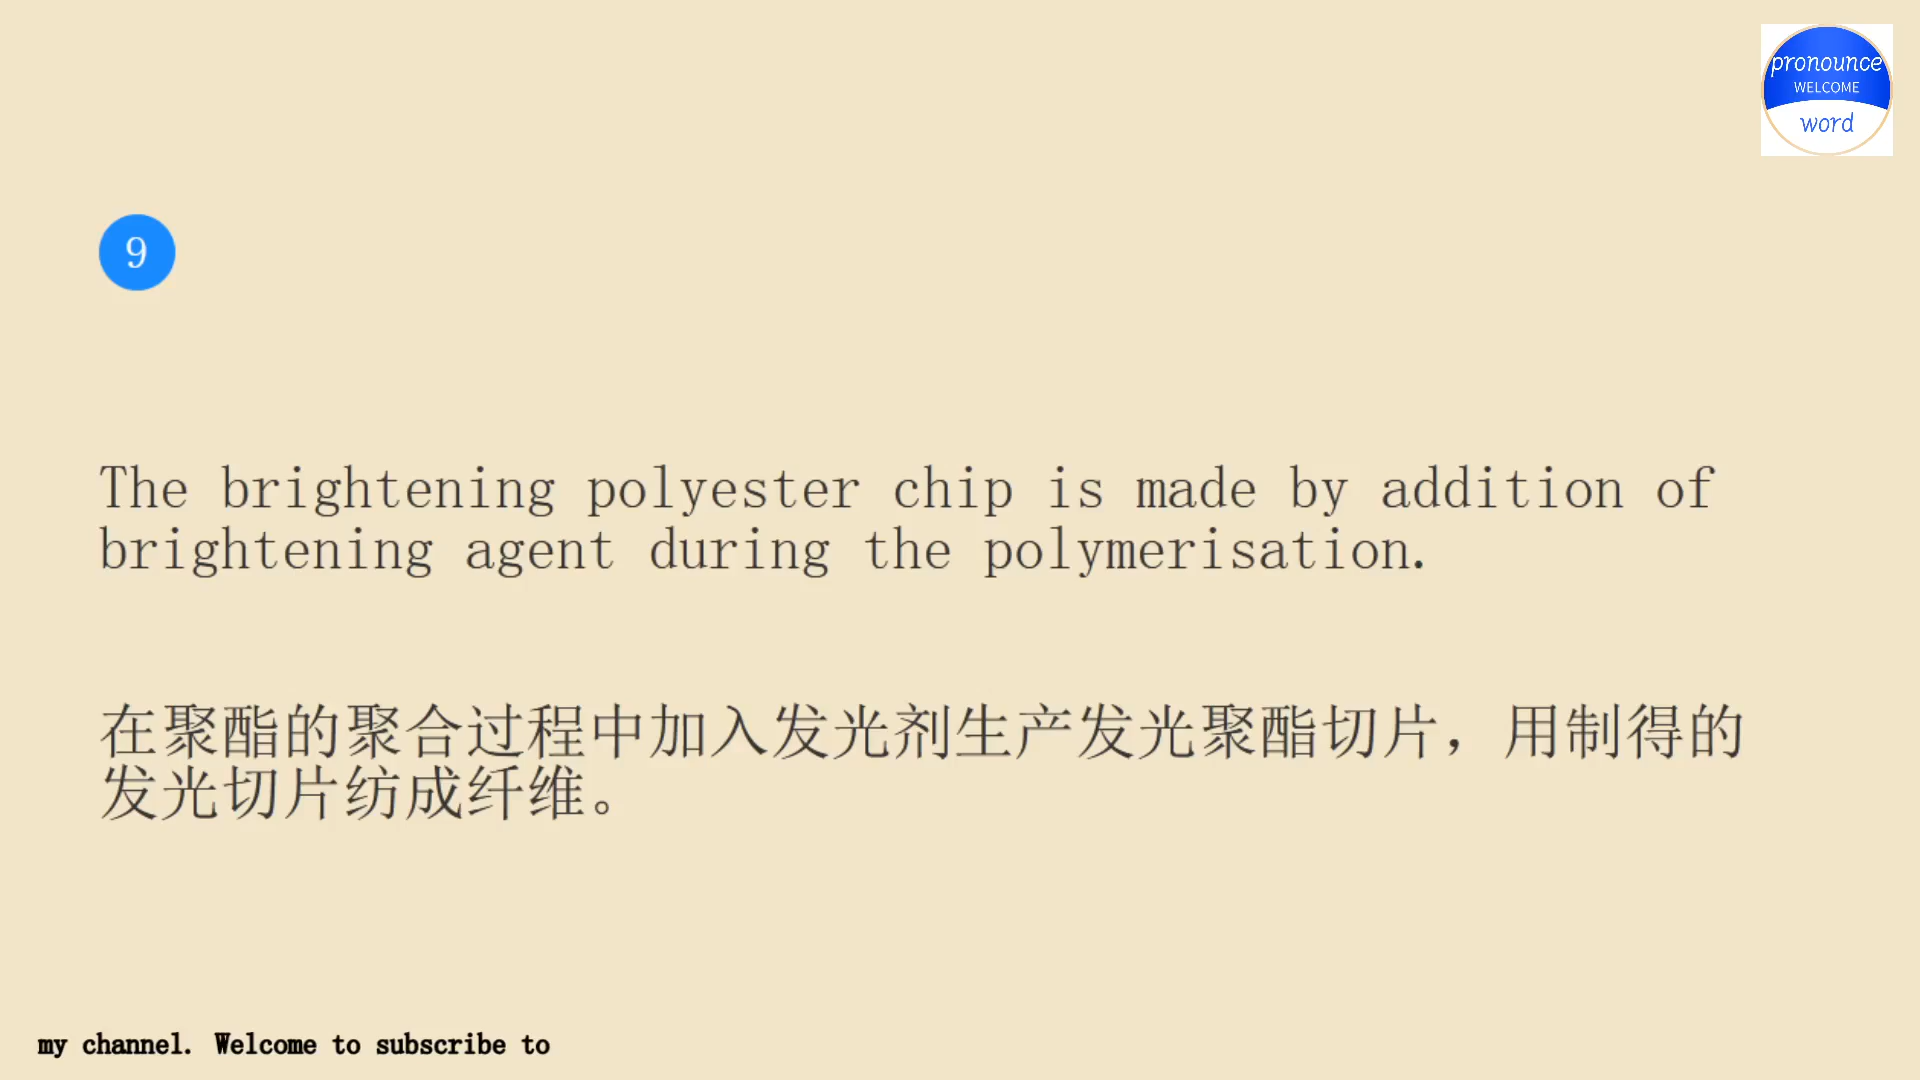 pronounce
WELCOME
word
9
The brightening polyester chip is made by addition of
brightening agent during the polymerisation.
在聚酯的聚合过程中加入发光剂生产发光聚酯切片，用制得的
发光切片纺成纤维。
my channel. Welcome to subscribe to